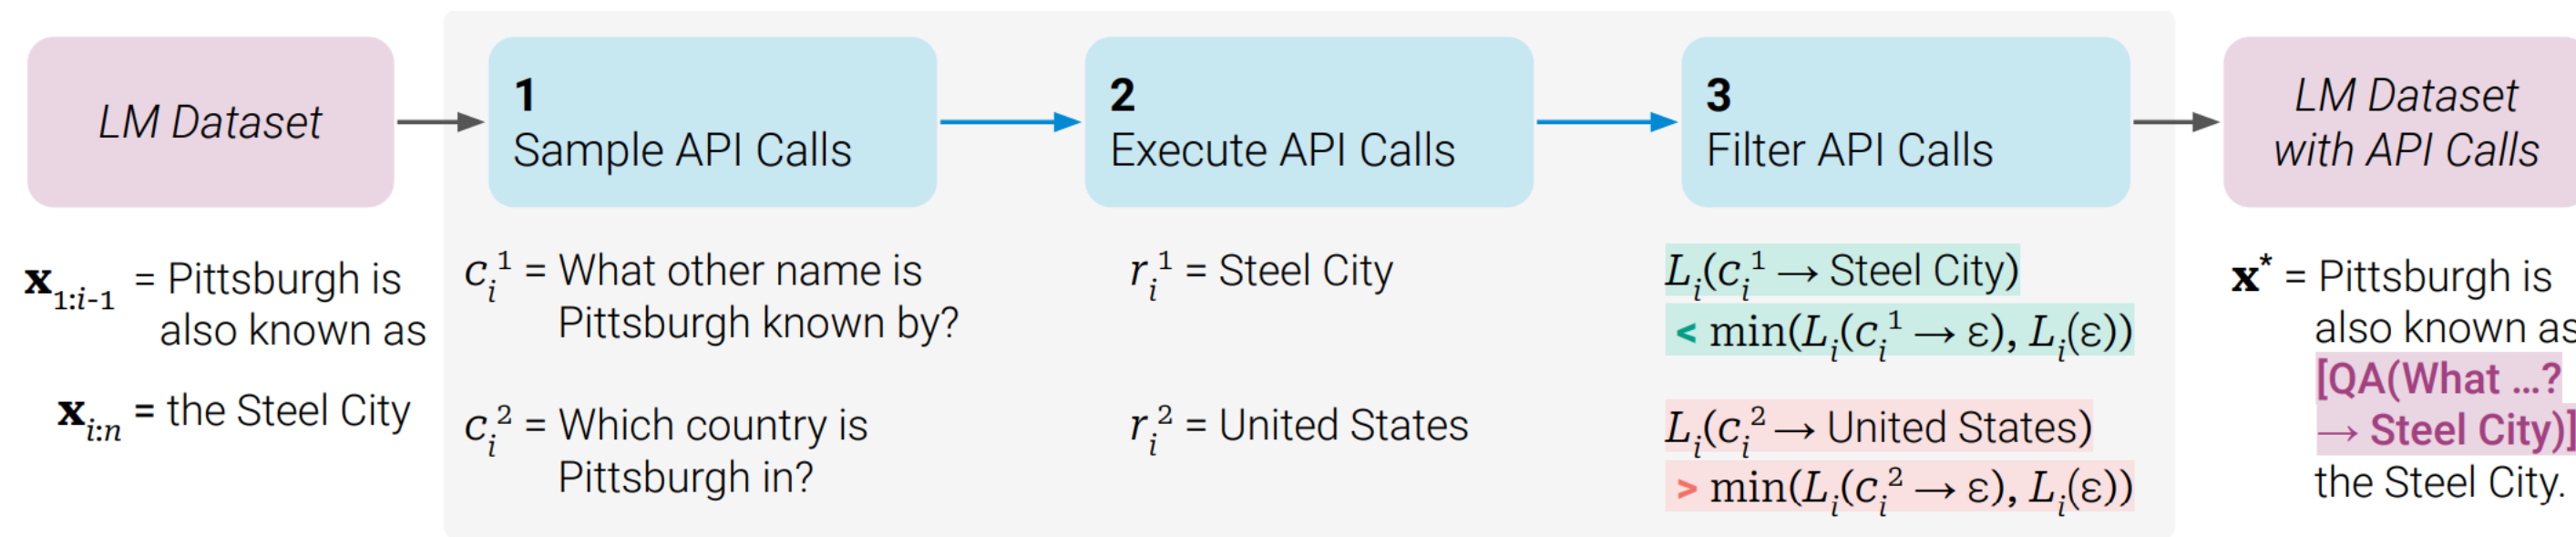 LM Dataset
1
Sample API Calls
2
Execute API Calls
3
Filter API Calls
LM Dataset
with API Calls
x1:i-1 = Pittsburgh is
also known as
xi:n = the Steel City
ci1 = What other name is
Pittsburgh known by?
ci2 = Which country is
Pittsburgh in?
ri1 = Steel City
ri2 = United States
Li(ci1 → Steel City)
< min(Li(ci1 → ε), Li(ε))
Li(ci2 → United States)
> min(Li(ci2 → ε), Li(ε))
x* = Pittsburgh is
also known as
[QA(What ...?
→ Steel City)]
the Steel City.